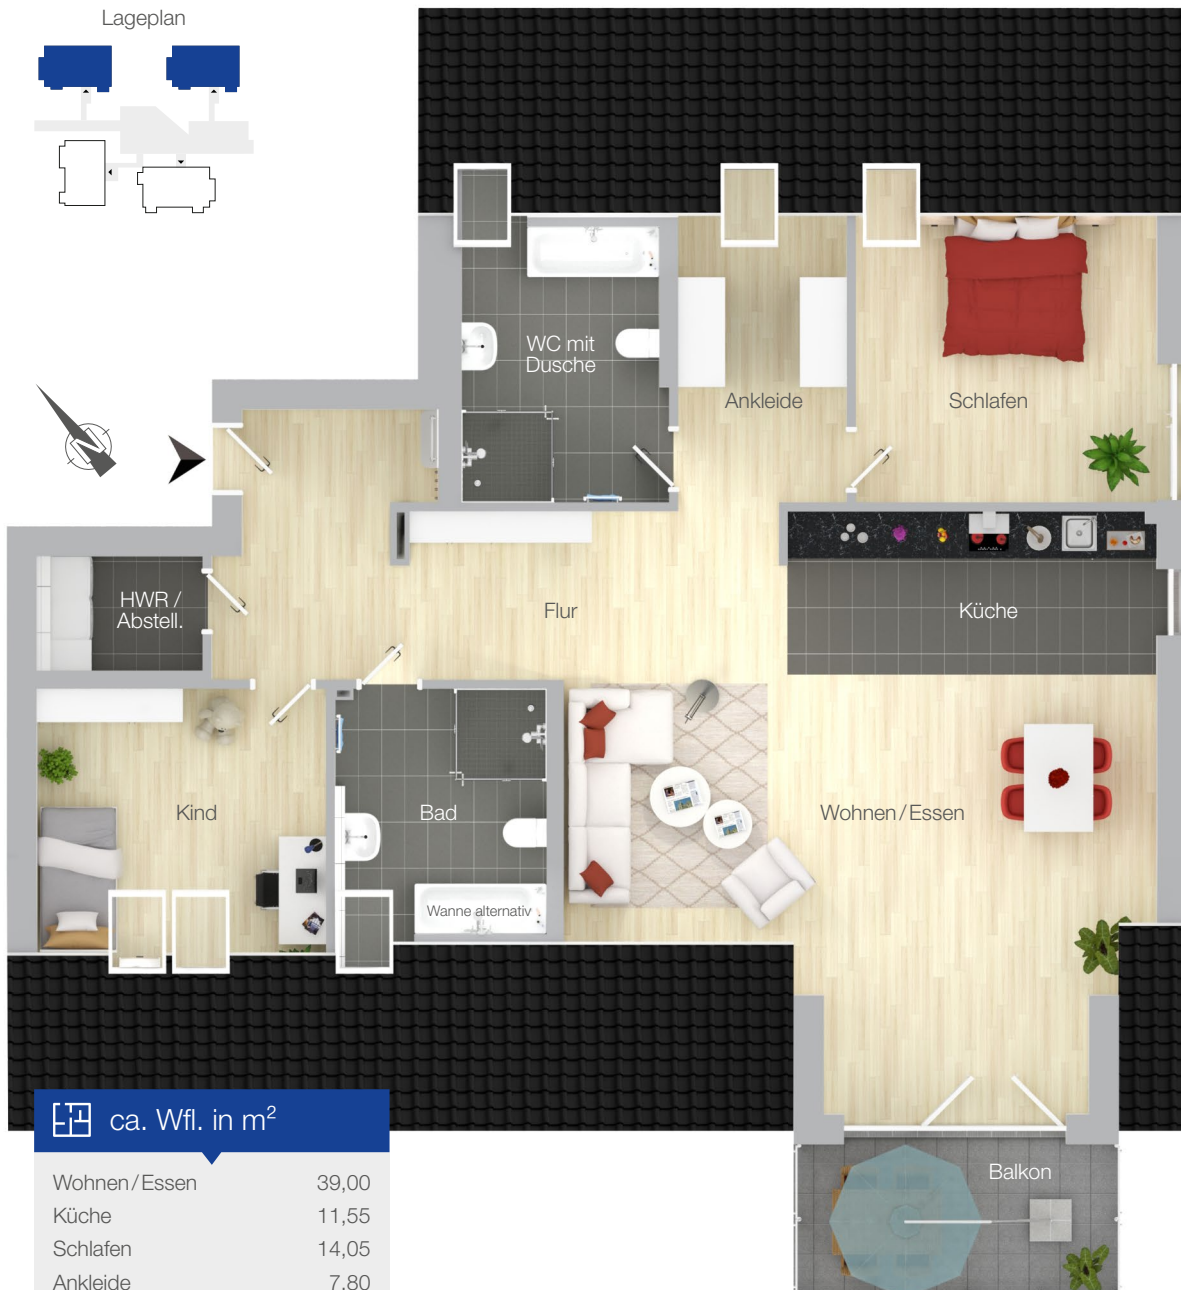 Lageplan
WC mit
Dusche
Ankleide
Schlafen
N
HWR /
Abstell.
Flur
Küche
Kind
Bad
Wohnen / Essen
Wanne alternativ
ca. Wfl. in m²
Wohnen / Essen 39,00
Küche 11,55
Schlafen 14,05
Ankleide 7,80
Balkon